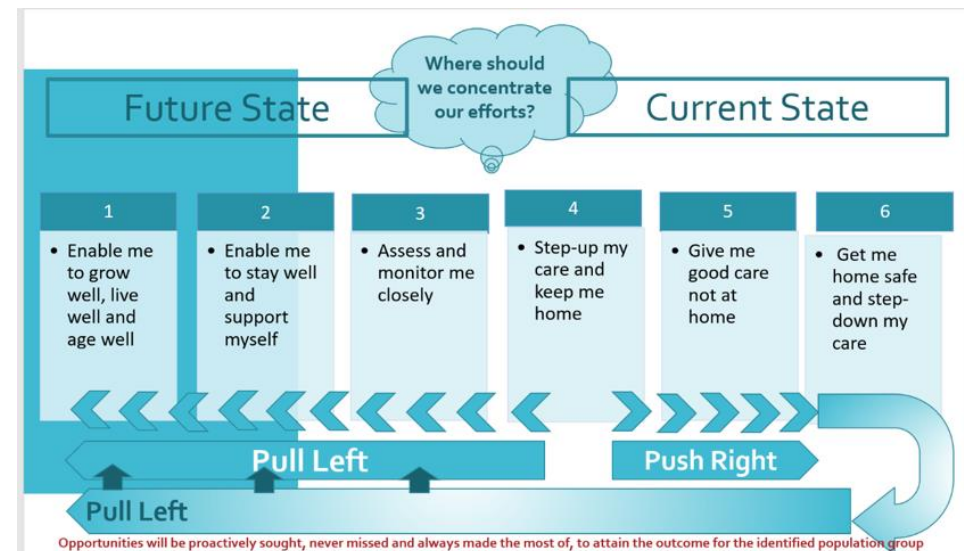 Where should
we concentrate
our efforts?
Future State
Current State
1
• Enable me
to grow
well, live
well and
age well
2
• Enable me
to stay well
and
support
myself
3
• Assess and
monitor me
closely
4
• Step-up my
care and
keep me
home
5
• Give me
good care
not at
home
6
• Get me
home safe
and step-
down my
care
Pull Left
Push Right
Pull Left
Opportunities will be proactively sought, never missed and always made the most of, to attain the outcome for the identified population group